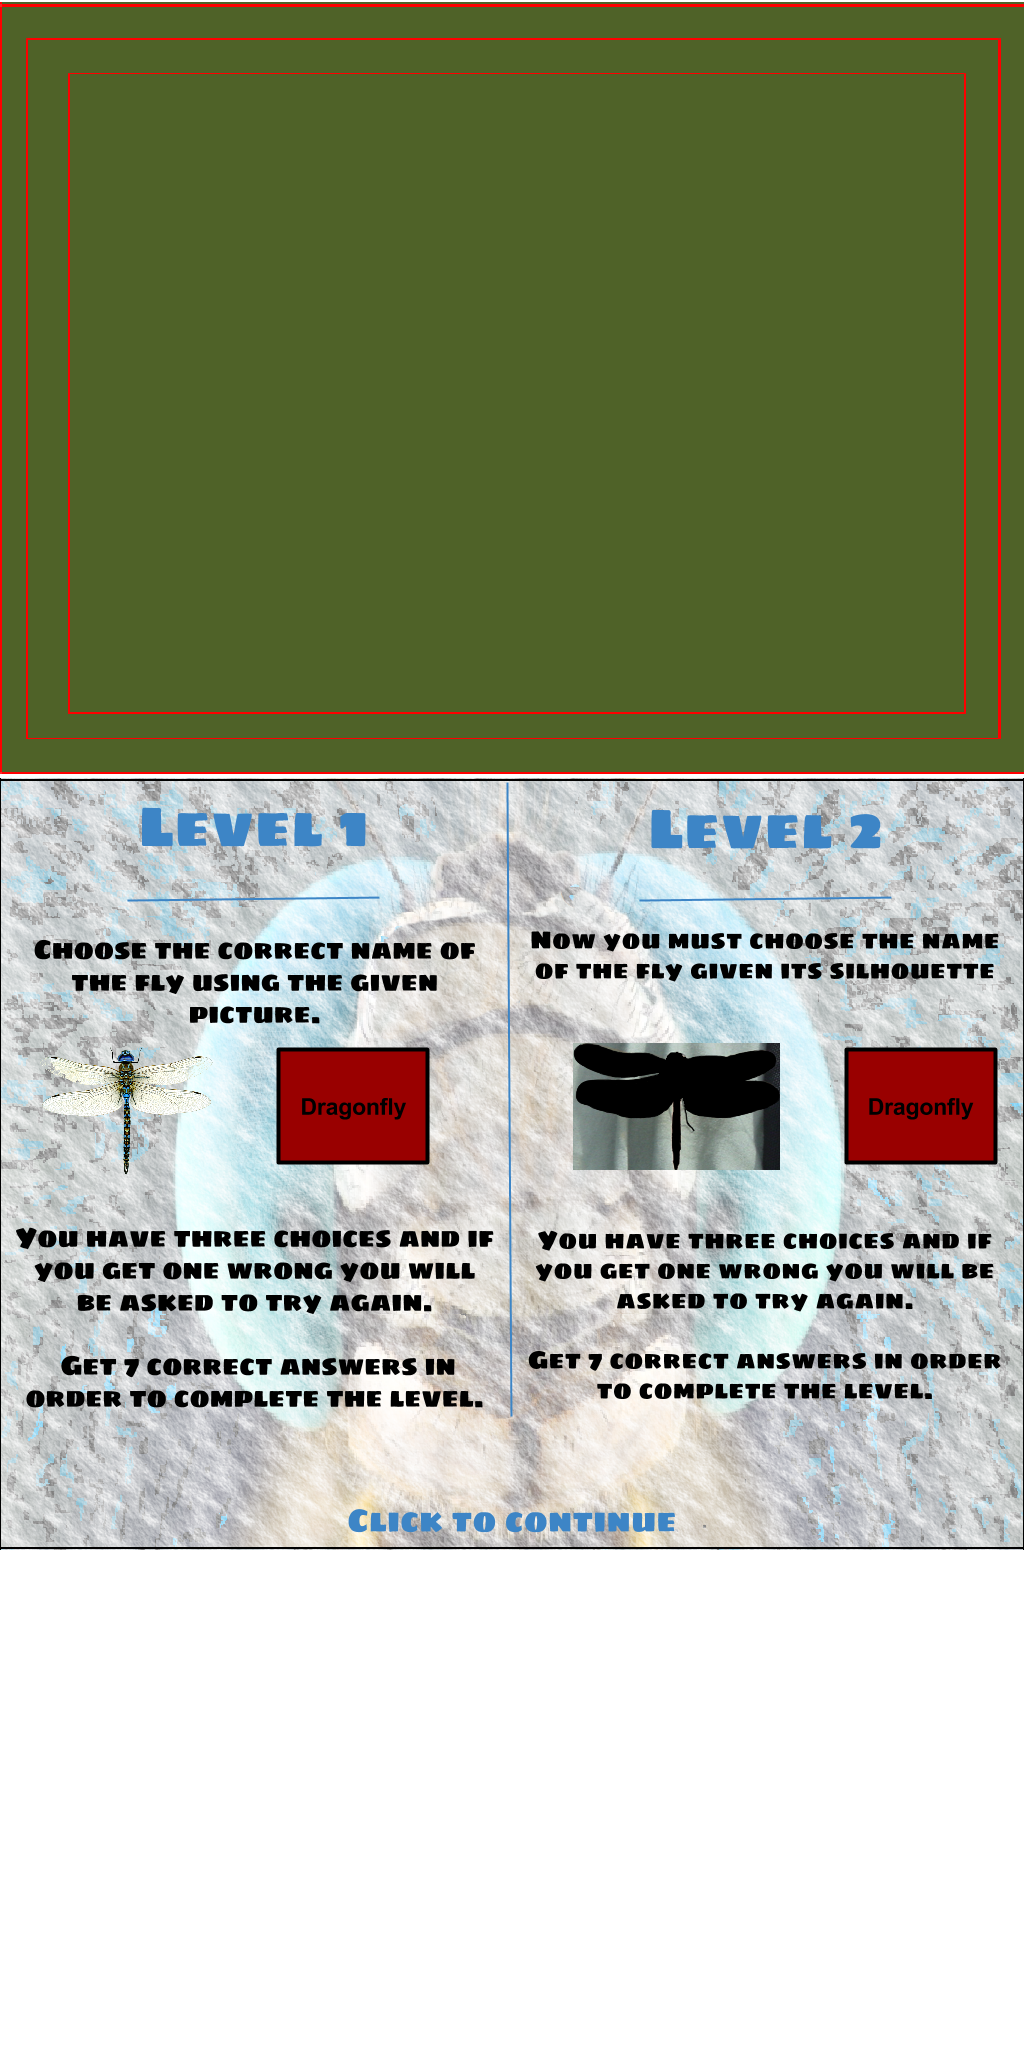 Level 1
Choose the correct name of
the fly using the given
picture.
Dragonfly
You have three choices and if
you get one wrong you will
be asked to try again.
Get 7 correct answers in
order to complete the level.
Level 2
Now you must choose the name
of the fly given its silhouette
Dragonfly
You have three choices and if
you get one wrong you will be
asked to try again.
Get 7 correct answers in order
to complete the level.
Click to continue